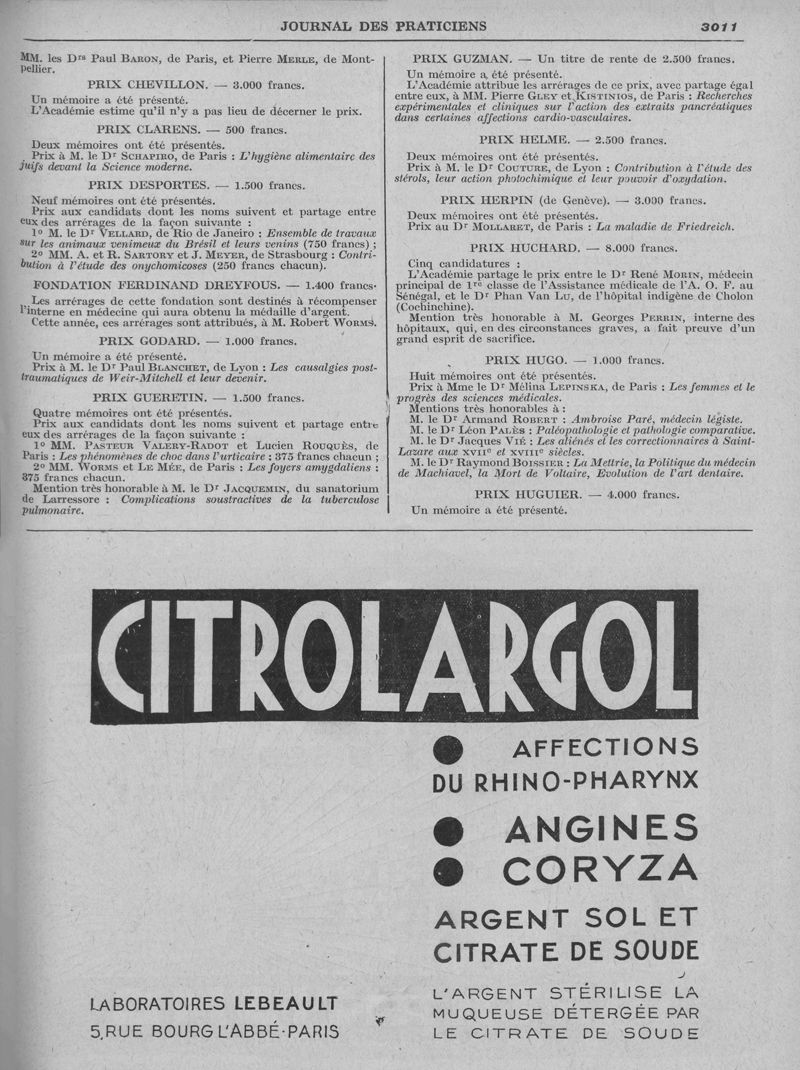 JOURNAL DES PRATICIENS
3011
MM. les Drs Paul BARON, de Paris, et Pierre MERLE, de Mont-
pellier.
PRIX CHEVILLON. — 3.000 francs.
Un mémoire a été présenté.
L'Académie estime qu'il n'y a pas lieu de décerner le prix.
PRIX CLARENS. — 500 francs.
Deux mémoires ont été présentés.
Prix à M. le Dr SCHAPIRO, de Paris : L'hygiène alimentaire des
juifs devant la Science moderne.
PRIX DESPORTES. — 1.500 francs.
Neuf mémoires ont été présentés.
Prix aux candidats dont les noms suivent et partage entre
eux des arrérages de la façon suivante :
1º M. le Dr VELLARD, de Rio de Janeiro : Ensemble de travaux
sur les animaux venimeux du Brésil et leurs venins (750 francs) ;
2º MM. A. et R. SARTORY et J. MEYER, de Strasbourg : Contri-
bution à l'étude des onychomicoses (250 francs chacun).
FONDATION FERDINAND DREYFOUS. — 1.400 francs.
Les arrérages de cette fondation sont destinés à récompenser
l'interne en médecine qui aura obtenu la médaille d'argent.
Cette année, ces arrérages sont attribués, à M. Robert WORMS.
PRIX GODARD. — 1.000 francs.
Un mémoire a été présenté.
Prix à M. le Dr Paul BLANCHET, de Lyon : Les causalgies post-
traumatiques de Weir-Mitchell et leur devenir.
PRIX GUERETIN. — 1.500 francs.
Quatre mémoires ont été présentés.
Prix aux candidats dont les noms suivent et partage entre
eux des arrérages de la façon suivante :
1º MM. PASTEUR VALERY-RADOT et Lucien ROUQUÈS, de
Paris : Les phénomènes de choc dans l'urticaire : 375 francs chacun ;
2º MM. WORMS et LE MÉE, de Paris : Les foyers amygdaliens :
375 francs chacun.
Mention très honorable à M. le Dr JACQUEMIN, du sanatorium
de Larressore : Complications soustractives de la tuberculose
pulmonaire.
PRIX GUZMAN. — Un titre de rente de 2.500 francs.
Un mémoire a été présenté.
L'Académie attribue les arrérages de ce prix, avec partage égal
entre eux, à MM. Pierre GLEY et KISTINIOS, de Paris : Recherches
expérimentales et cliniques sur l'action des extraits pancréatiques
dans certaines affections cardio-vasculaires.
PRIX HELME. — 2.500 francs.
Deux mémoires ont été présentés.
Prix à M. le Dr COUTURE, de Lyon : Contribution à l'étude des
stérols, leur action photochimique et leur pouvoir d'oxydation.
PRIX HERPIN (de Genève). — 3.000 francs.
Deux mémoires ont été présentés.
Prix au Dr MOLLARET, de Paris : La maladie de Friedreich.
PRIX HUCHARD. — 8.000 francs.
Cinq candidatures :
L'Académie partage le prix entre le Dr René MORIN, médecin
principal de 1re classe de l'Assistance médicale de l'A. O. F. au
Sénégal, et le Dr Phan Van LU, de l'hôpital indigène de Cholon
(Cochinchine).
Mention très honorable à M. Georges PERRIN, interne des
hôpitaux, qui, en des circonstances graves, a fait preuve d'un
grand esprit de sacrifice.
PRIX HUGO. — 1.000 francs.
Huit mémoires ont été présentés.
Prix à Mme le Dr Mélina LEPINSKA, de Paris : Les femmes et le
progrès des sciences médicales.
Mentions très honorables à :
M. le Dr Armand ROBERT : Ambroise Paré, médecin légiste.
M. le Dr Léon PALÈS : Paléopathologie et pathologie comparative.
M. le Dr Jacques VIÉ : Les aliénés et les correctionnaires à Saint-
Lazare aux XVIIe et XVIIIe siècles.
M. le Dr Raymond BOISSIER : La Mettrie, la Politique du médecin
de Machiavel, la Mort de Voltaire, Evolution de l'art dentaire.
PRIX HUGUIER. — 4.000 francs.
Un mémoire a été présenté.
CITROLARGOL
● AFFECTIONS
DU RHINO-PHARYNX
● ANGINES
● CORYZA
ARGENT SOL ET
CITRATE DE SOUDE
L'ARGENT STÉRILISE LA
MUQUEUSE DÉTERGÉE PAR
LE CITRATE DE SOUDE
LABORATOIRES LEBEAULT
5, RUE BOURG L'ABBÉ-PARIS